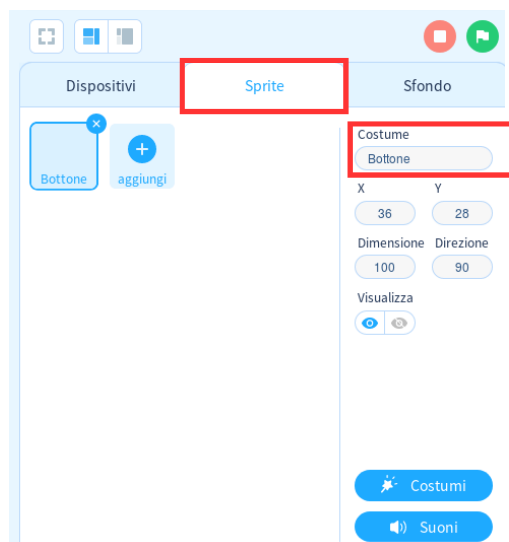 Dispositivi
Sprite
Sfondo
Bottone
aggiungi
Costume
Bottone
X Y
36 28
Dimensione Direzione
100 90
Visualizza
Costumi
Suoni